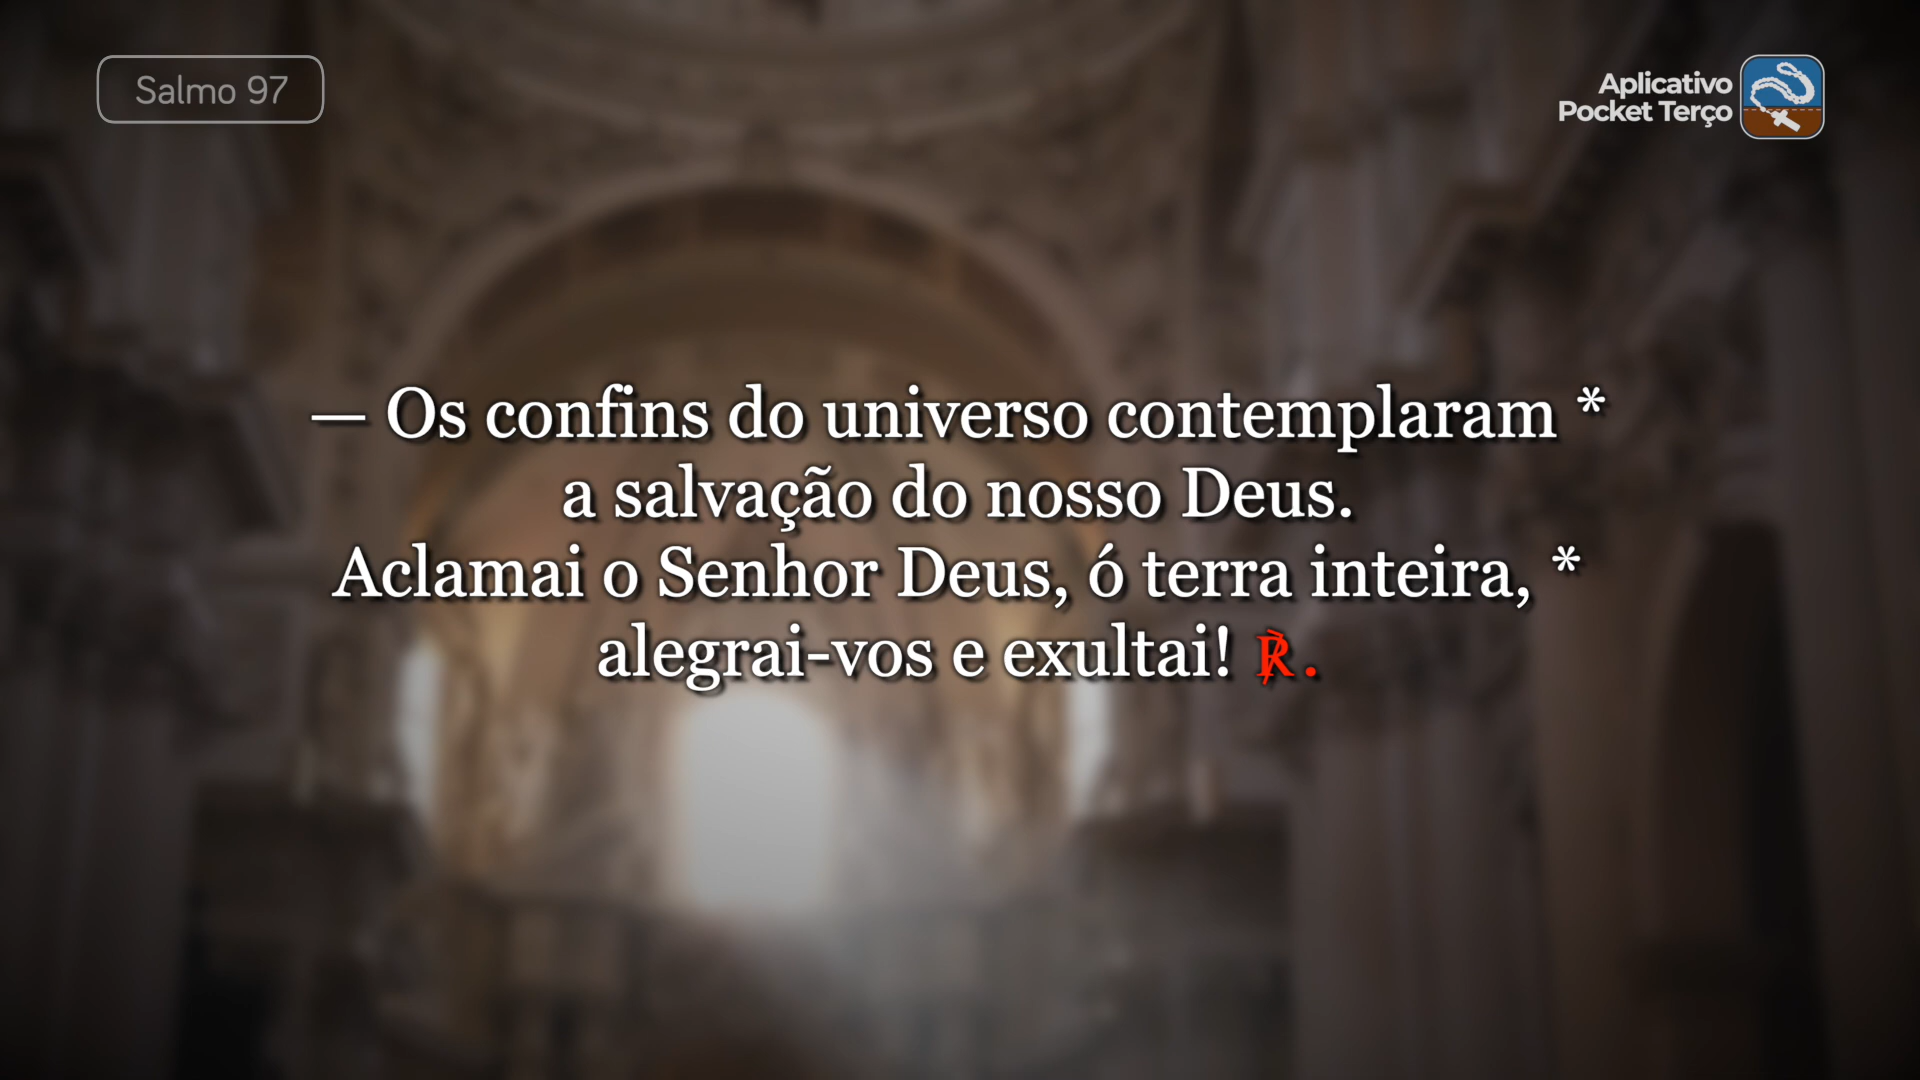 Salmo 97
Aplicativo
Pocket Terço
— Os confins do universo contemplaram *
a salvação do nosso Deus.
Aclamai o Senhor Deus, ó terra inteira, *
alegrai-vos e exultai! ℟.